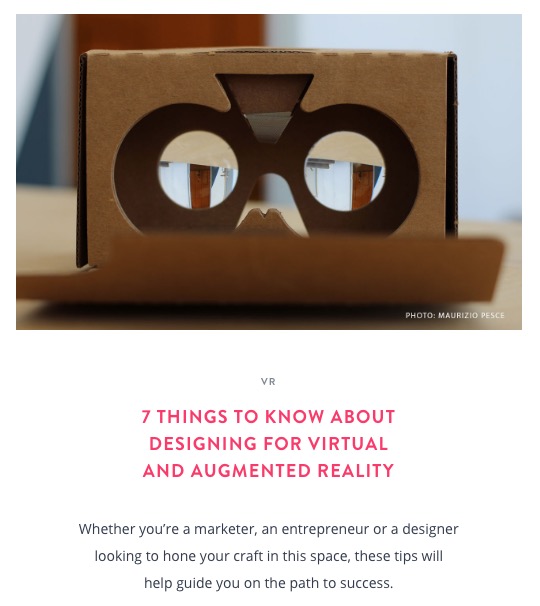 PHOTO: MAURIZIO PESCE
VR
7 THINGS TO KNOW ABOUT
DESIGNING FOR VIRTUAL
AND AUGMENTED REALITY
Whether you’re a marketer, an entrepreneur or a designer
looking to hone your craft in this space, these tips will
help guide you on the path to success.